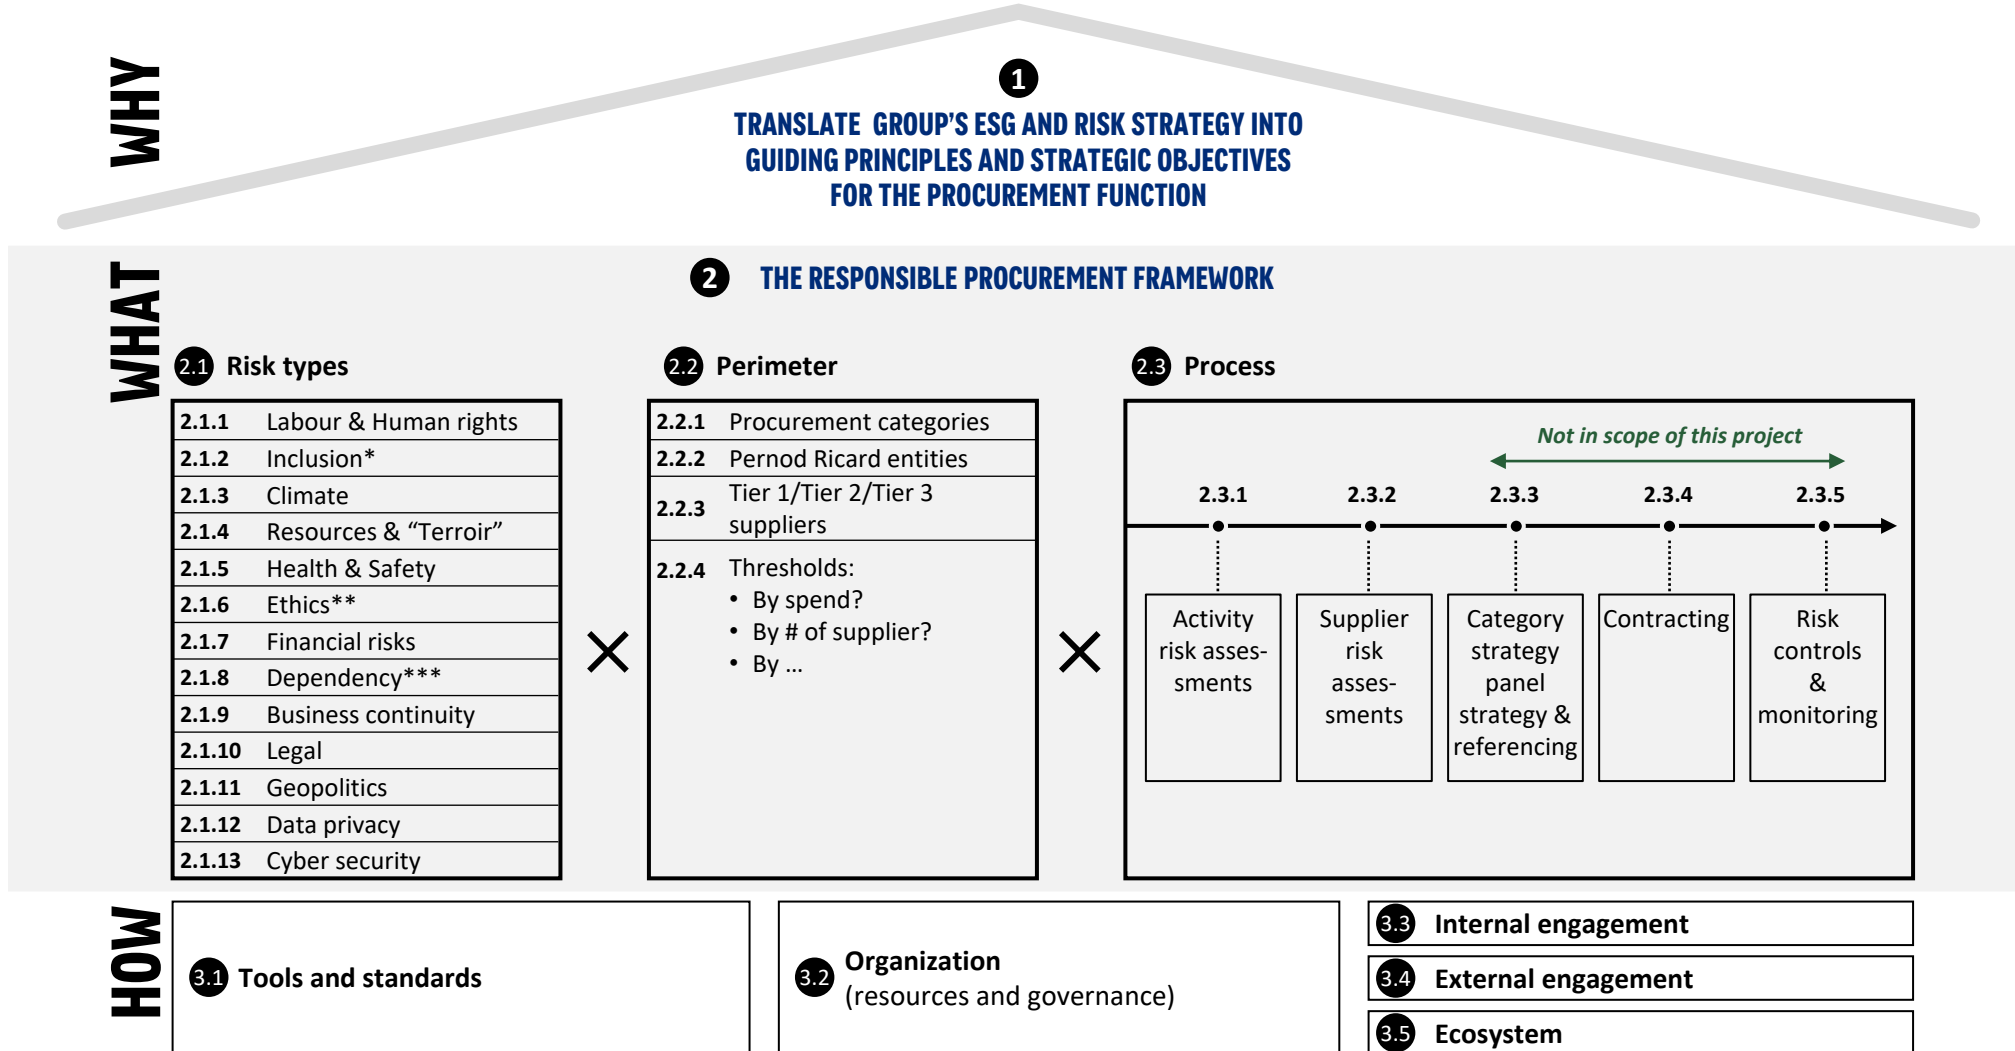 WHY
1
TRANSLATE GROUP'S ESG AND RISK STRATEGY INTO
GUIDING PRINCIPLES AND STRATEGIC OBJECTIVES
FOR THE PROCUREMENT FUNCTION
WHAT
2 THE RESPONSIBLE PROCUREMENT FRAMEWORK
2.1 Risk types
2.1.1 Labour & Human rights
2.1.2 Inclusion*
2.1.3 Climate
2.1.4 Resources & “Terroir”
2.1.5 Health & Safety
2.1.6 Ethics**
2.1.7 Financial risks
2.1.8 Dependency***
2.1.9 Business continuity
2.1.10 Legal
2.1.11 Geopolitics
2.1.12 Data privacy
2.1.13 Cyber security
2.2 Perimeter
2.2.1 Procurement categories
2.2.2 Pernod Ricard entities
2.2.3 Tier 1/Tier 2/Tier 3
suppliers
2.2.4 Thresholds:
• By spend?
• By # of supplier?
• By ...
2.3 Process
Not in scope of this project
2.3.1 2.3.2 2.3.3 2.3.4 2.3.5
Activity
risk asses-
sments
Supplier
risk
asses-
sments
Category
strategy
panel
strategy &
referencing
Contracting
Risk
controls
&
monitoring
HOW
3.1 Tools and standards
3.2 Organization
(resources and governance)
3.3 Internal engagement
3.4 External engagement
3.5 Ecosystem